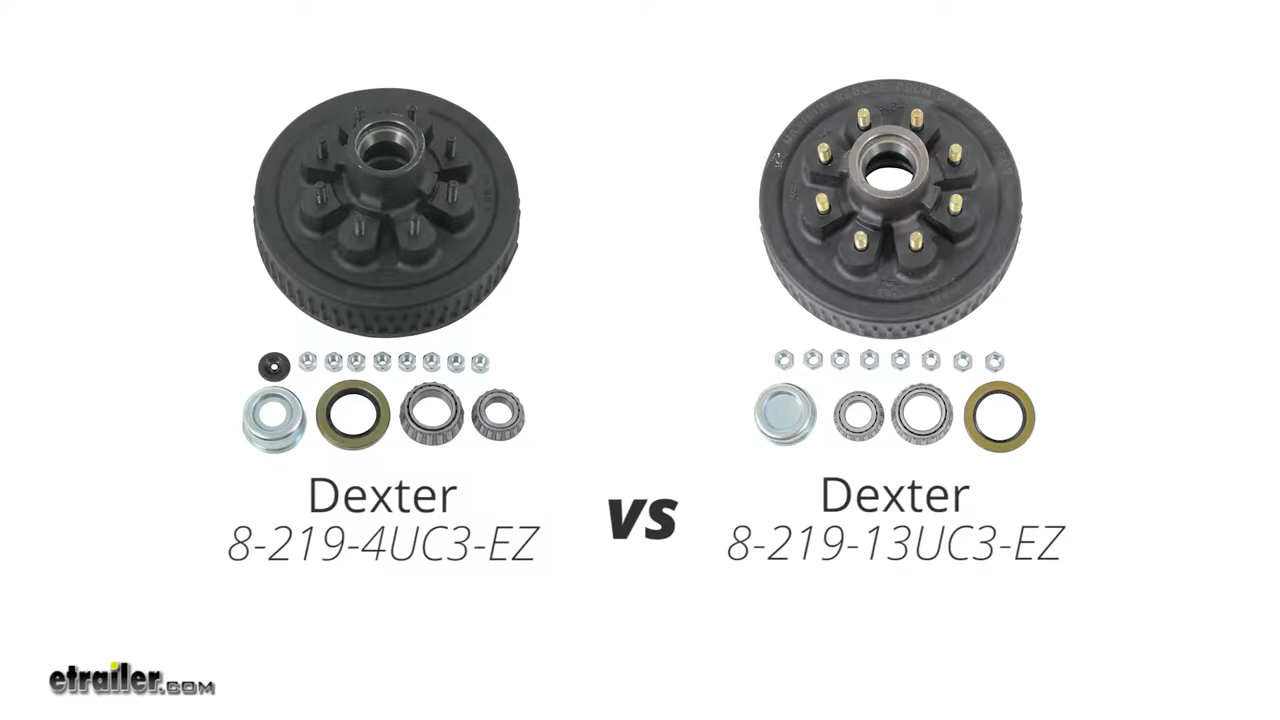 Dexter
8-219-4UC3-EZ
vs
Dexter
8-219-13UC3-EZ
etrailer.com